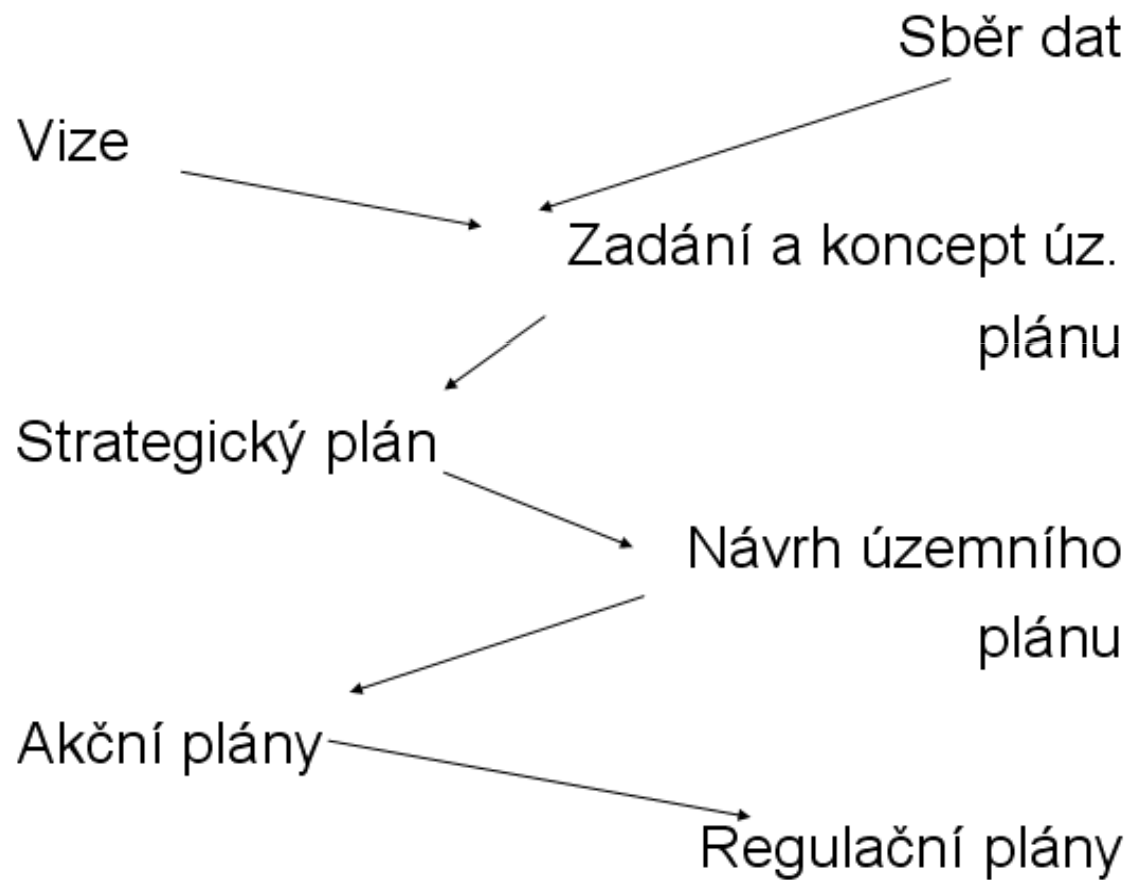 Sběr dat
Vize
Zadání a koncept úz.
plánu
Strategický plán
Návrh územního
plánu
Akční plány
Regulační plány